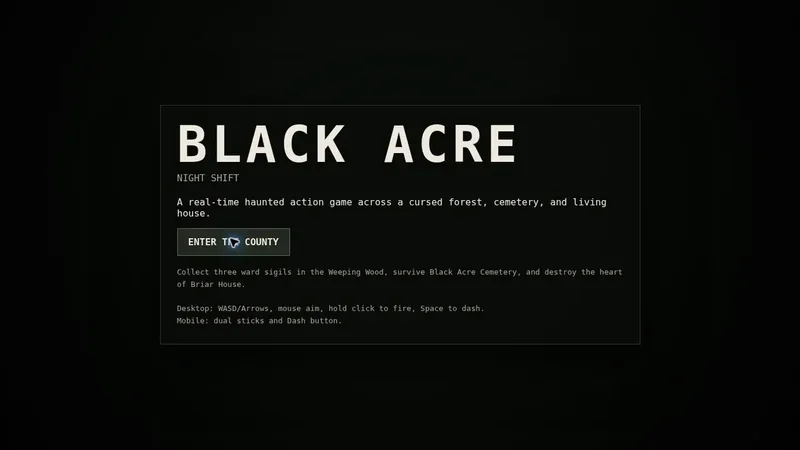 BLACK ACRE
NIGHT SHIFT
A real-time haunted action game across a cursed forest, cemetery, and living
house.
ENTER THE COUNTY
Collect three ward sigils in the Weeping Wood, survive Black Acre Cemetery, and destroy the heart
of Briar House.
Desktop: WASD/Arrows, mouse aim, hold click to fire, Space to dash.
Mobile: dual sticks and Dash button.